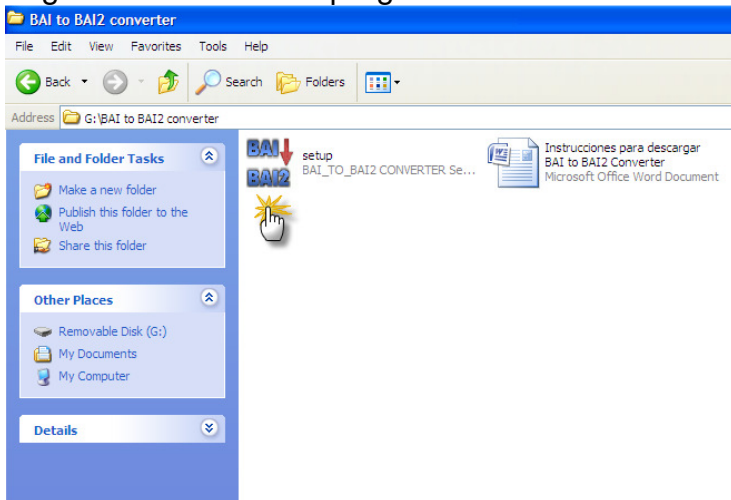 BAI to BAI2 converter
File Edit View Favorites Tools Help
Back Search Folders
Address G:\BAI to BAI2 converter
File and Folder Tasks
Make a new folder
Publish this folder to the
Web
Share this folder
Other Places
Removable Disk (G:)
My Documents
My Computer
Details
BAI
BAI2
setup
BAI_TO_BAI2 CONVERTER Se...
Instrucciones para descargar
BAI to BAI2 Converter
Microsoft Office Word Document